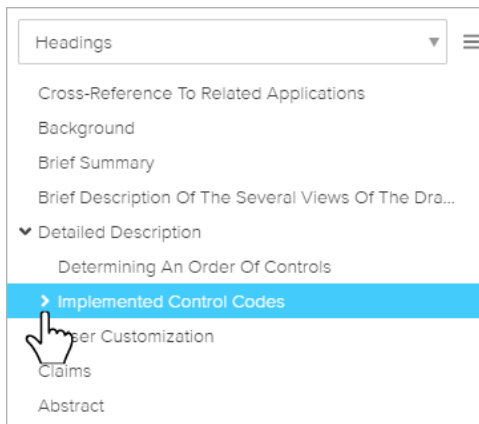 Headings
Cross-Reference To Related Applications
Background
Brief Summary
Brief Description Of The Several Views Of The Dra...
Detailed Description
Determining An Order Of Controls
Implemented Control Codes
ser Customization
Claims
Abstract